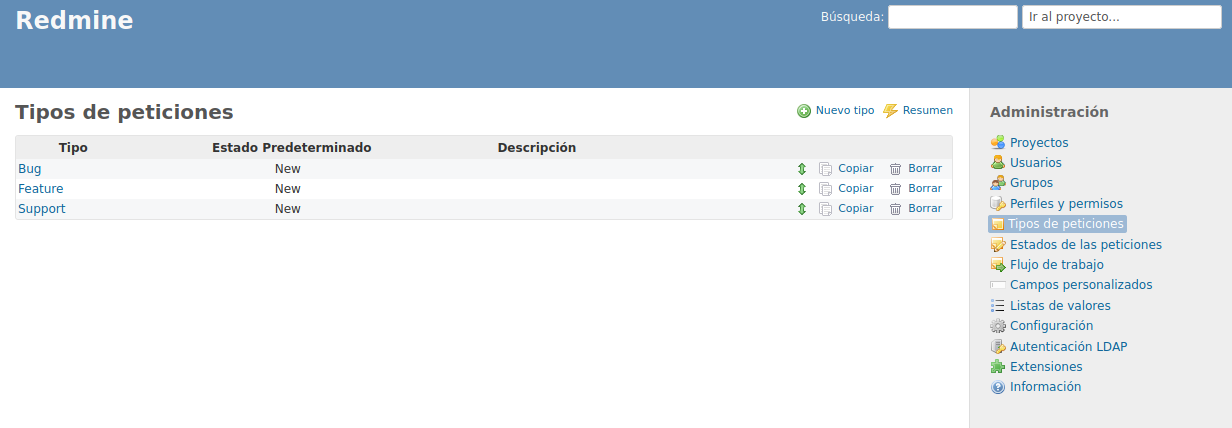 Redmine
Búsqueda: Ir al proyecto...
Tipos de peticiones
Nuevo tipo Resumen
Tipo Estado Predeterminado Descripción
Bug New Copiar Borrar
Feature New Copiar Borrar
Support New Copiar Borrar
Administración
Proyectos
Usuarios
Grupos
Perfiles y permisos
Tipos de peticiones
Estados de las peticiones
Flujo de trabajo
Campos personalizados
Listas de valores
Configuración
Autenticación LDAP
Extensiones
Información